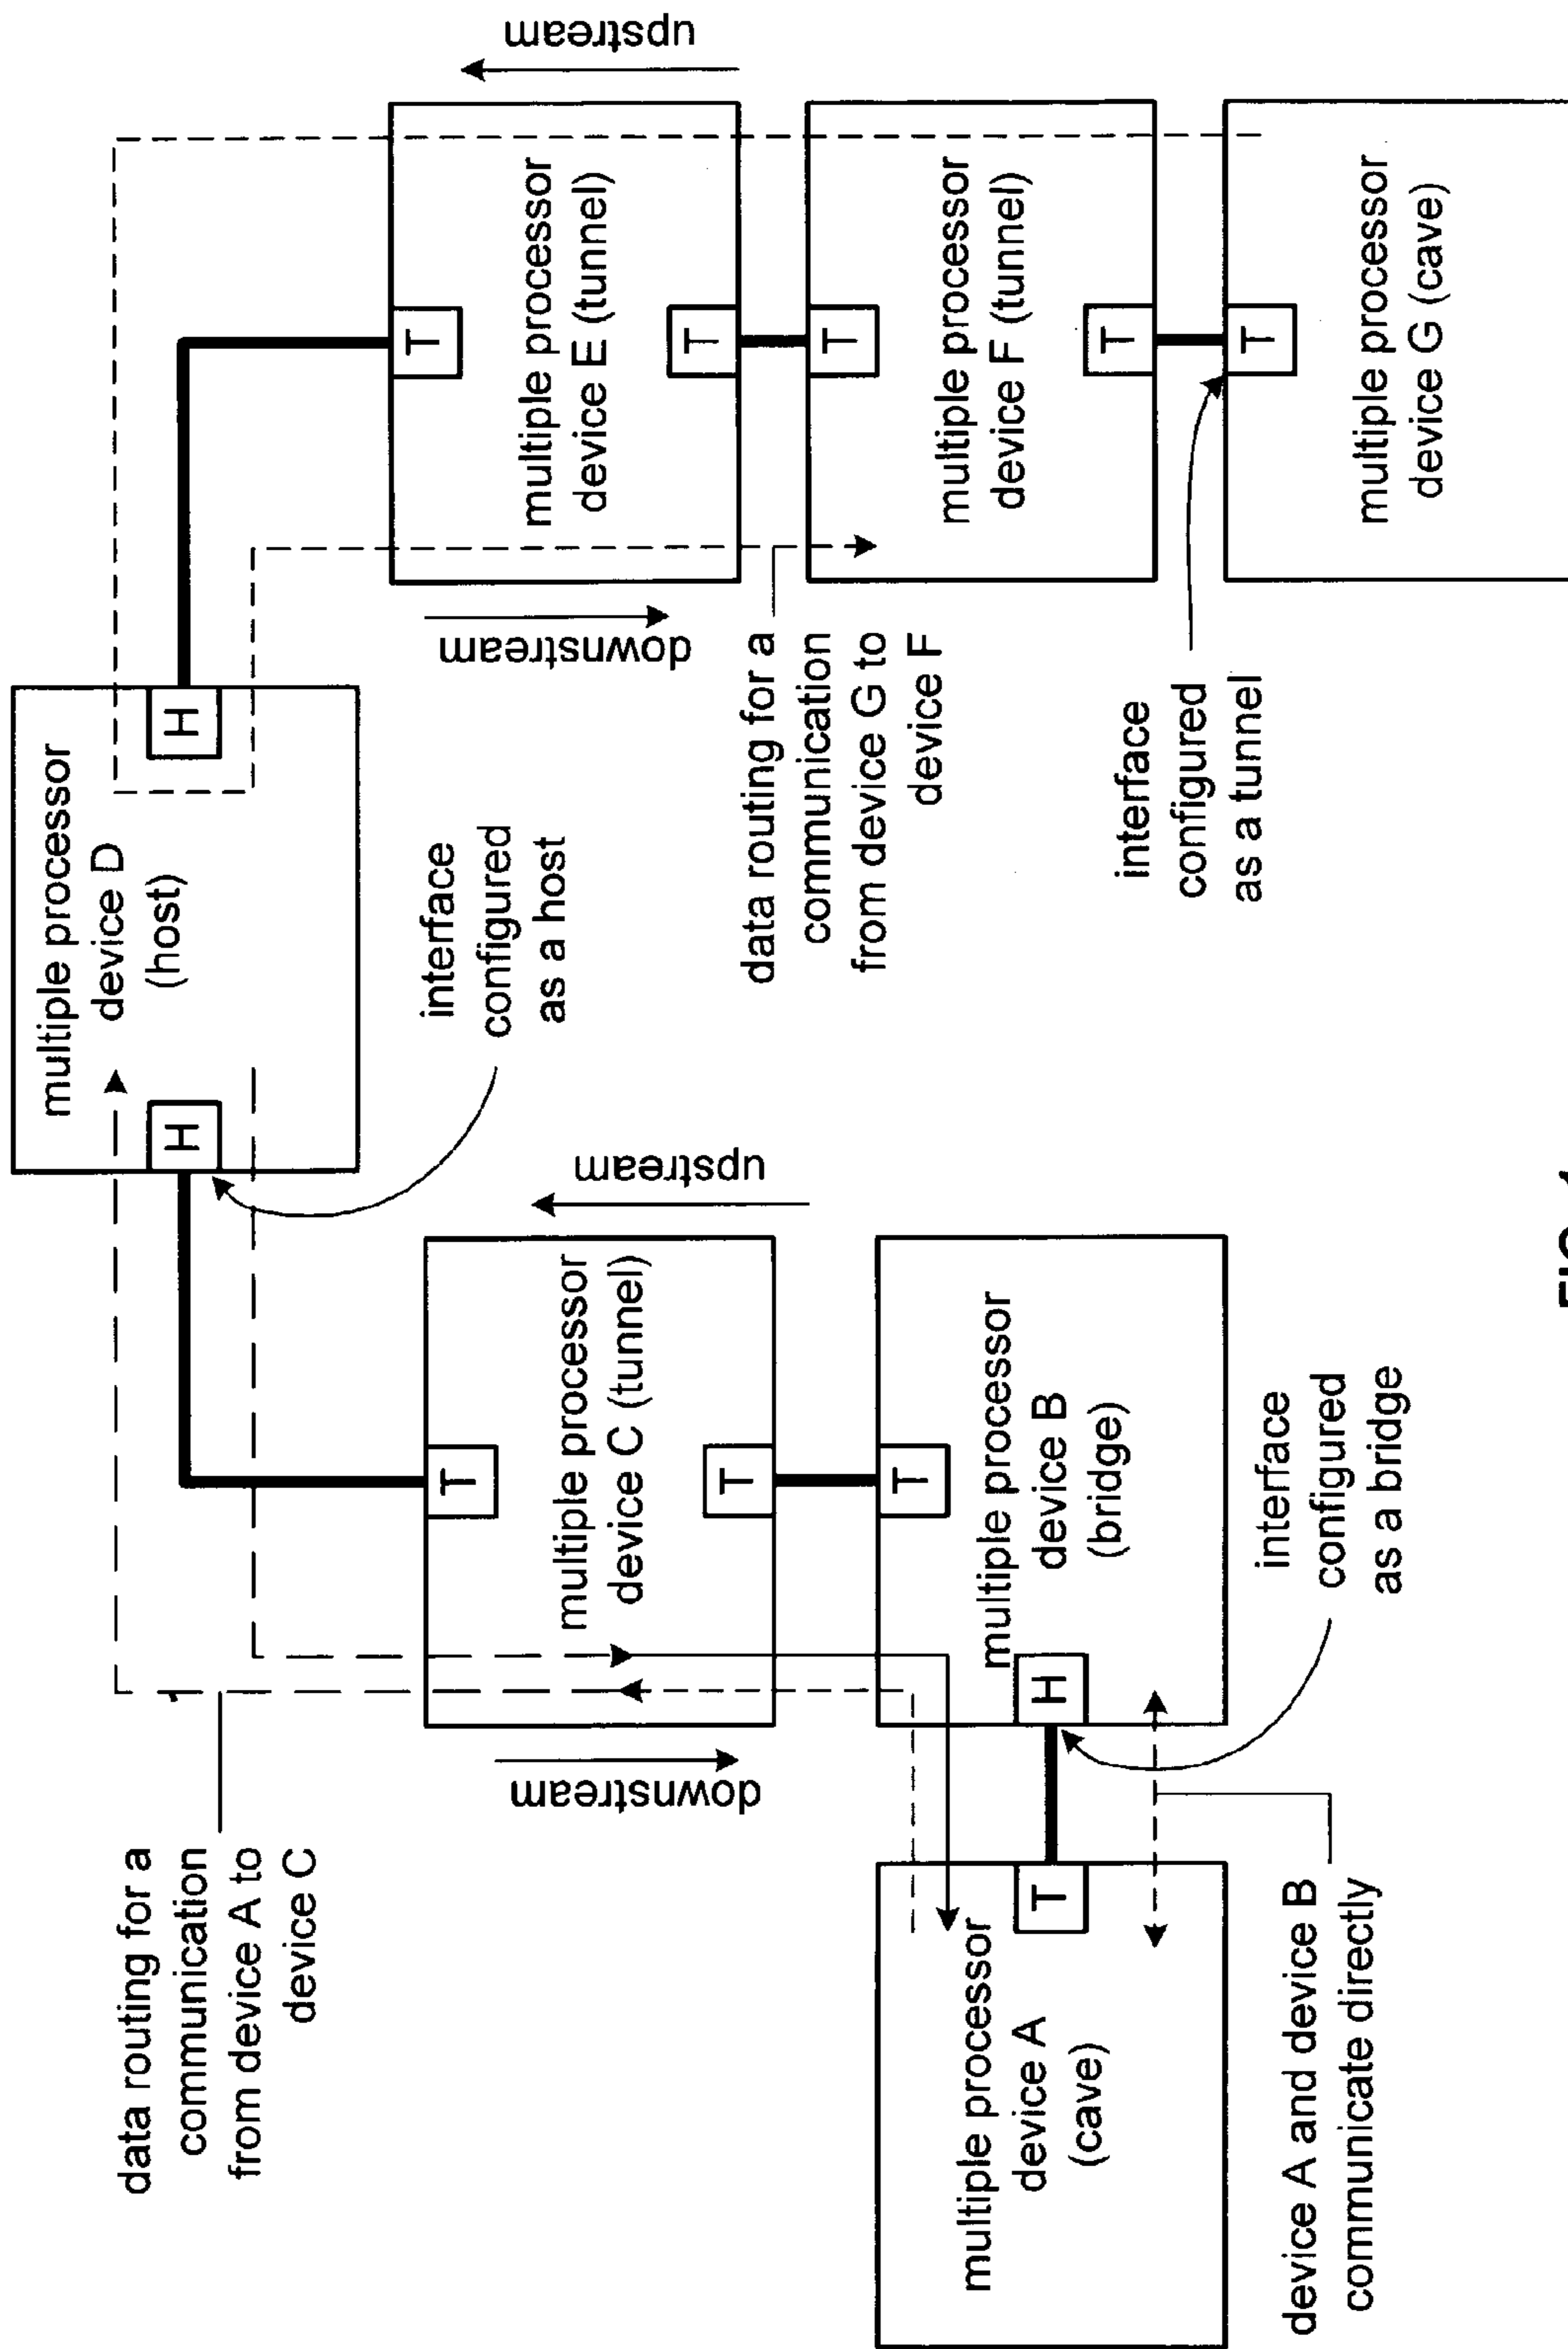 data routing for a
communication
from device A to
device C
multiple processor
device D
(host)
H
H
interface
configured
as a host
upstream
downstream
T
multiple processor
device C (tunnel)
T
upstream
downstream
T
multiple processor
device E (tunnel)
T
data routing for a
communication
from device G to
device F
T
multiple processor
device F (tunnel)
T
interface
configured
as a tunnel
T
multiple processor
device G (cave)
T
multiple processor
device B
(bridge)
H
interface
configured
as a bridge
multiple processor
device A
(cave)
T
device A and device B
communicate directly